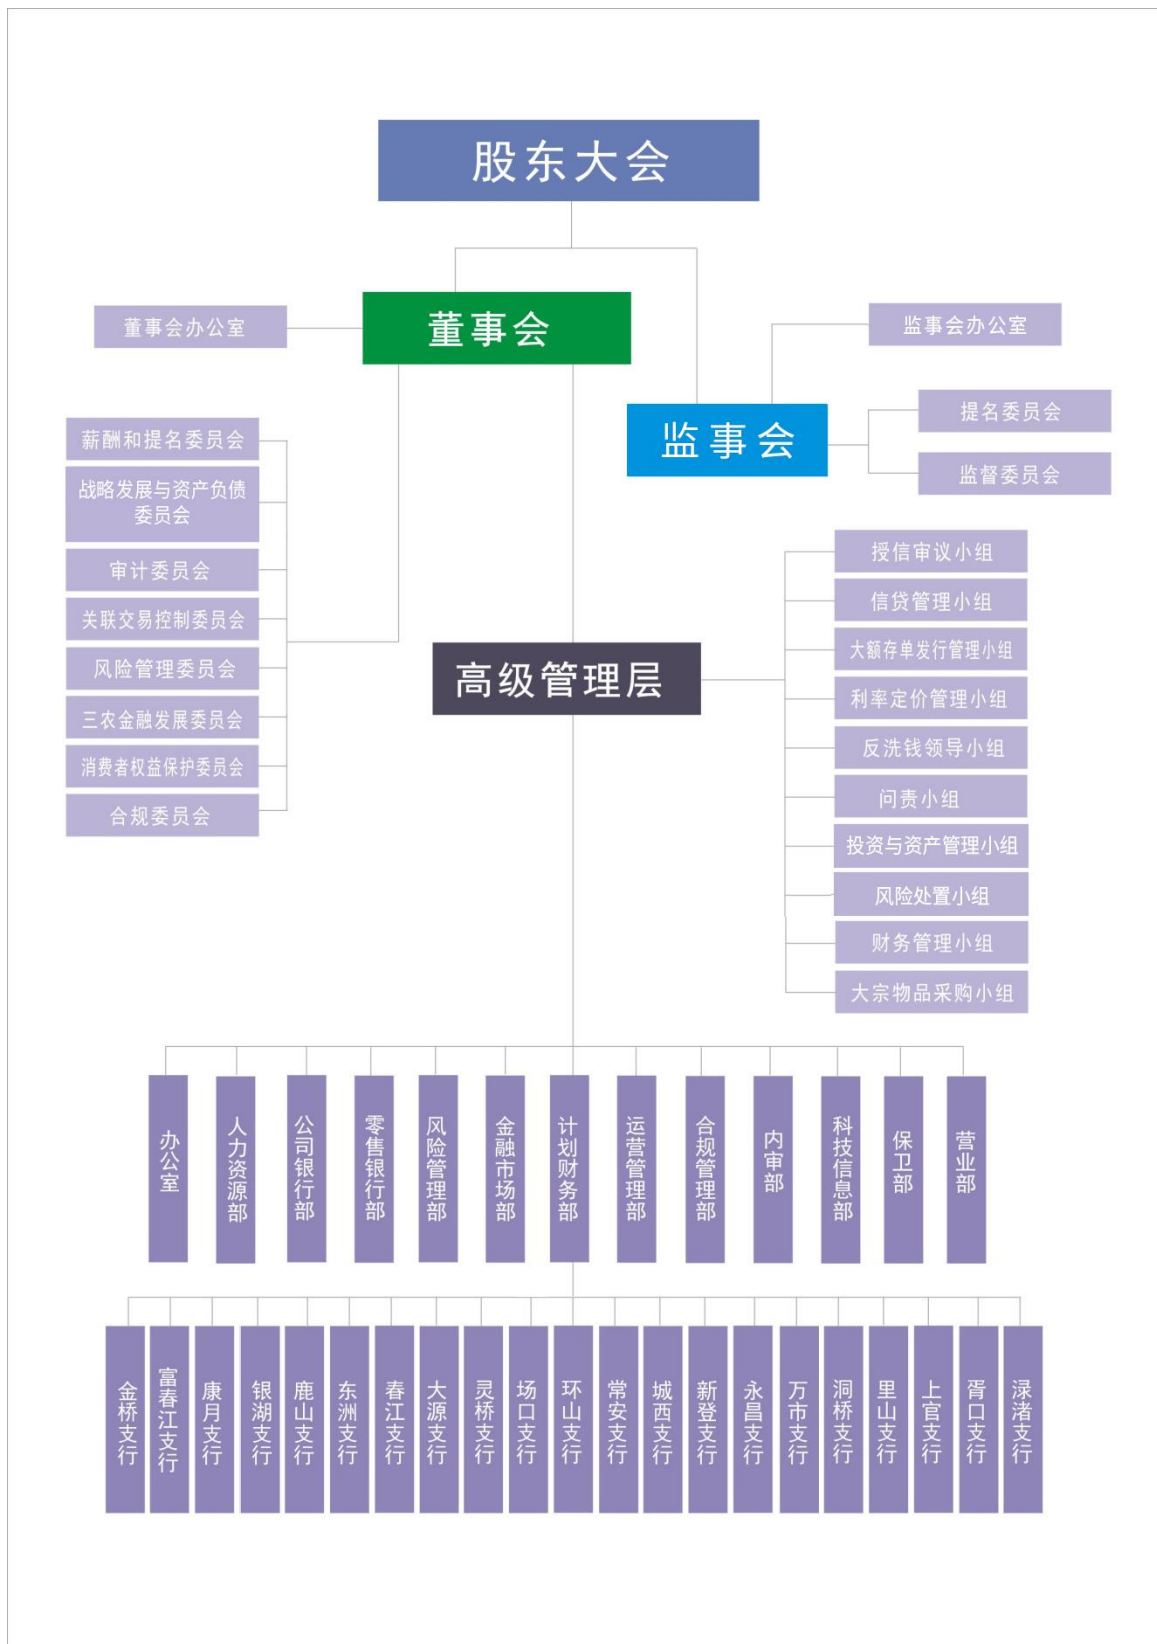 股东大会
董事会
董事会办公室
监事会办公室
监事会
提名委员会
监督委员会
薪酬和提名委员会
战略发展与资产负债
委员会
审计委员会
关联交易控制委员会
风险管理委员会
三农金融发展委员会
消费者权益保护委员会
合规委员会
高级管理层
授信审议小组
信贷管理小组
大额存单发行管理小组
利率定价管理小组
反洗钱领导小组
问责小组
投资与资产管理小组
风险处置小组
财务管理小组
大宗物品采购小组
办公室
人力资源部
公司银行部
零售银行部
风险管理部
金融市场部
计划财务部
运营管理部
合规管理部
内审部
科技信息部
保卫部
营业部
金桥支行
富春江支行
康月支行
银湖支行
鹿山支行
东洲支行
春江支行
大源支行
灵桥支行
场口支行
环山支行
常安支行
城西支行
新登支行
永昌支行
万市支行
洞桥支行
里山支行
上官支行
胥口支行
渌渚支行